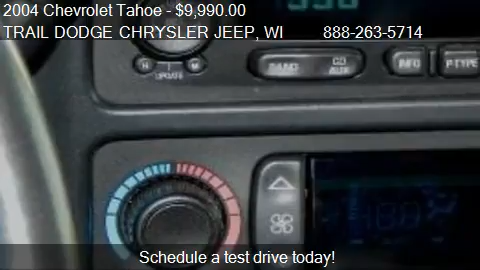 2004 Chevrolet Tahoe - $9,990.00
TRAIL DODGE CHRYSLER JEEP, WI 888-263-5714
H UPDATE M
BAND CD AUX INFO P-TYPE
Schedule a test drive today!